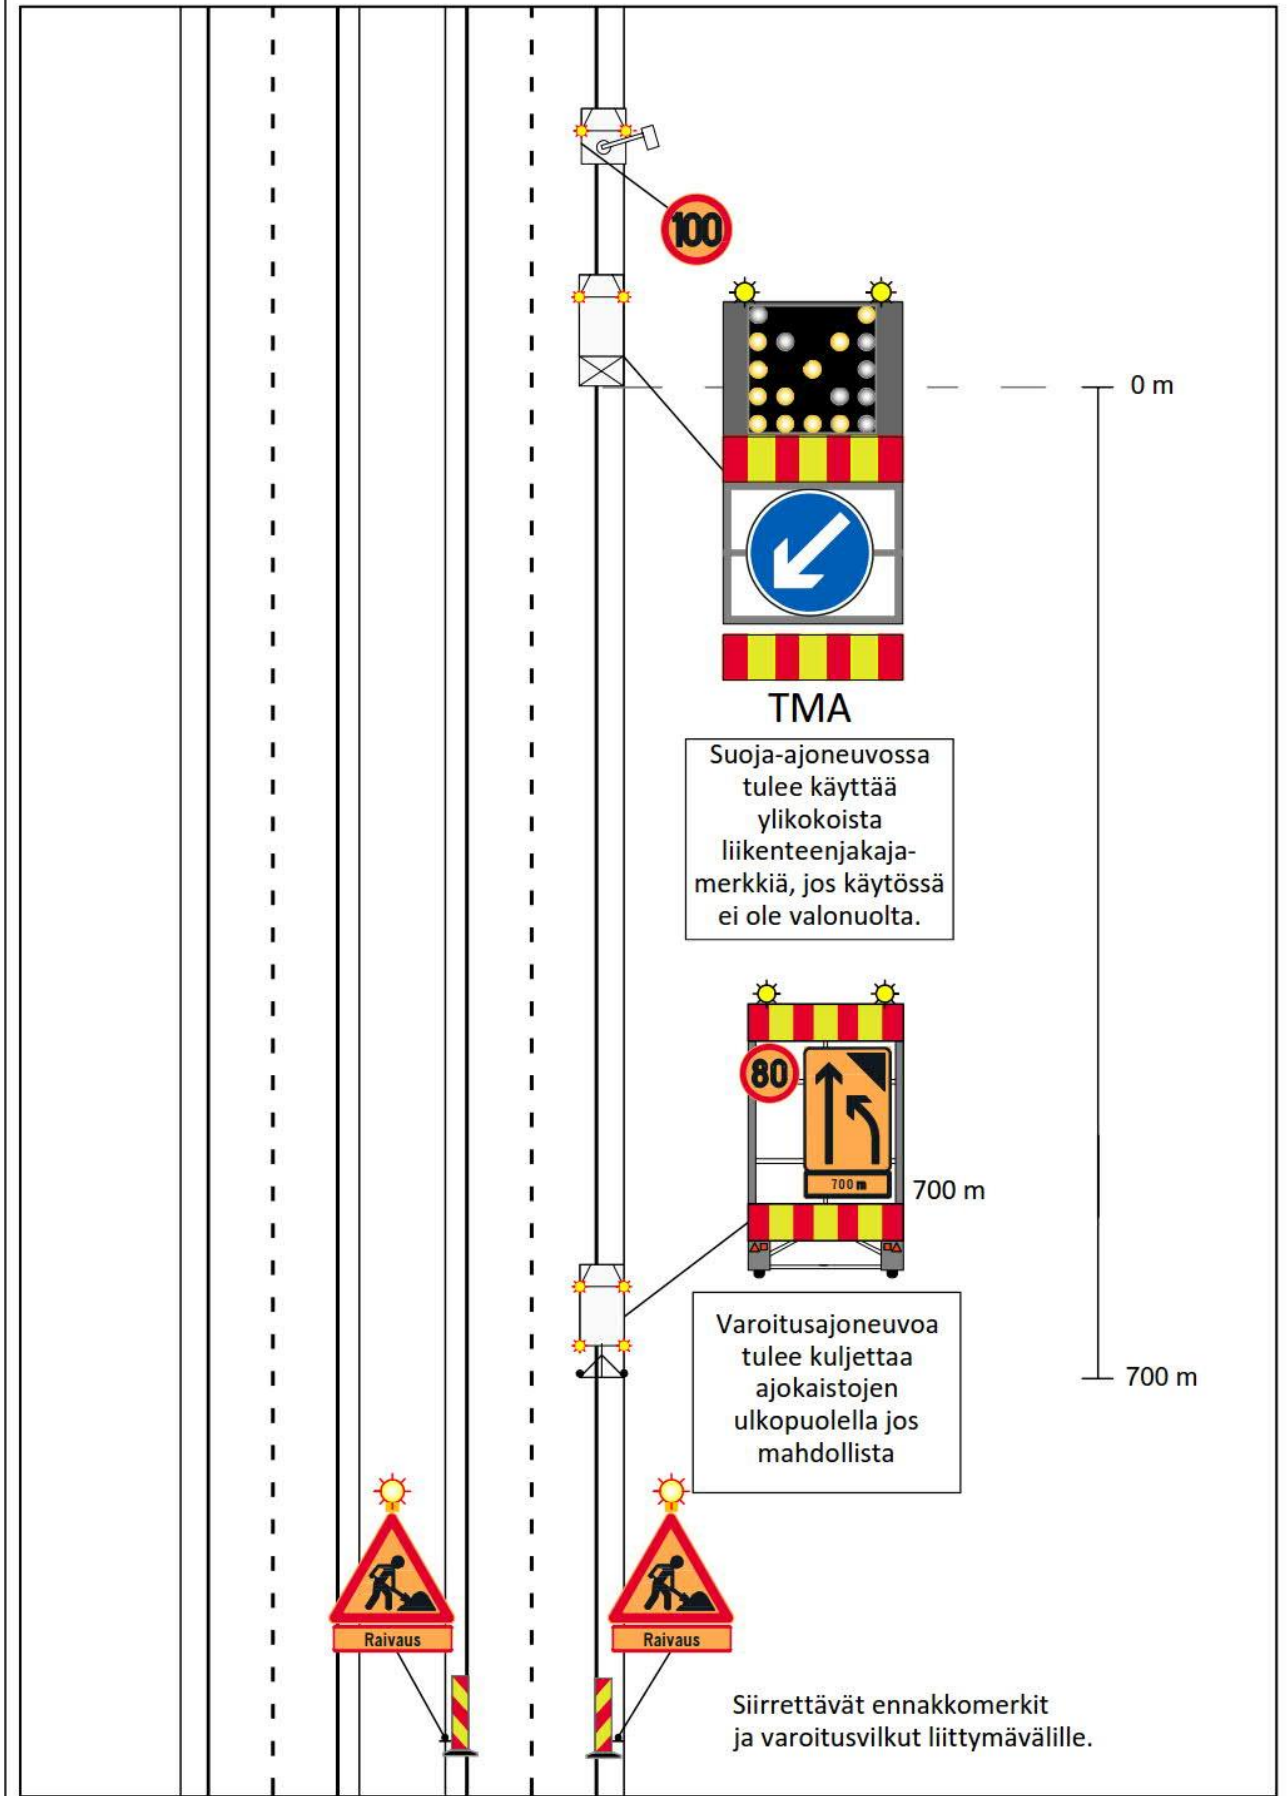 100
0 m
TMA
Suoja-ajoneuvossa
tulee käyttää
ylikokoista
liikenteenjakaja-
merkkiä, jos käytössä
ei ole valonuolta.
80
700 m
700 m
Varoitusajoneuvoa
tulee kuljettaa
ajokaistojen
ulkopuolella jos
mahdollista
700 m
Raivaus
Raivaus
Siirrettävät ennakkomerkit
ja varoitusvilkut liittymävälille.